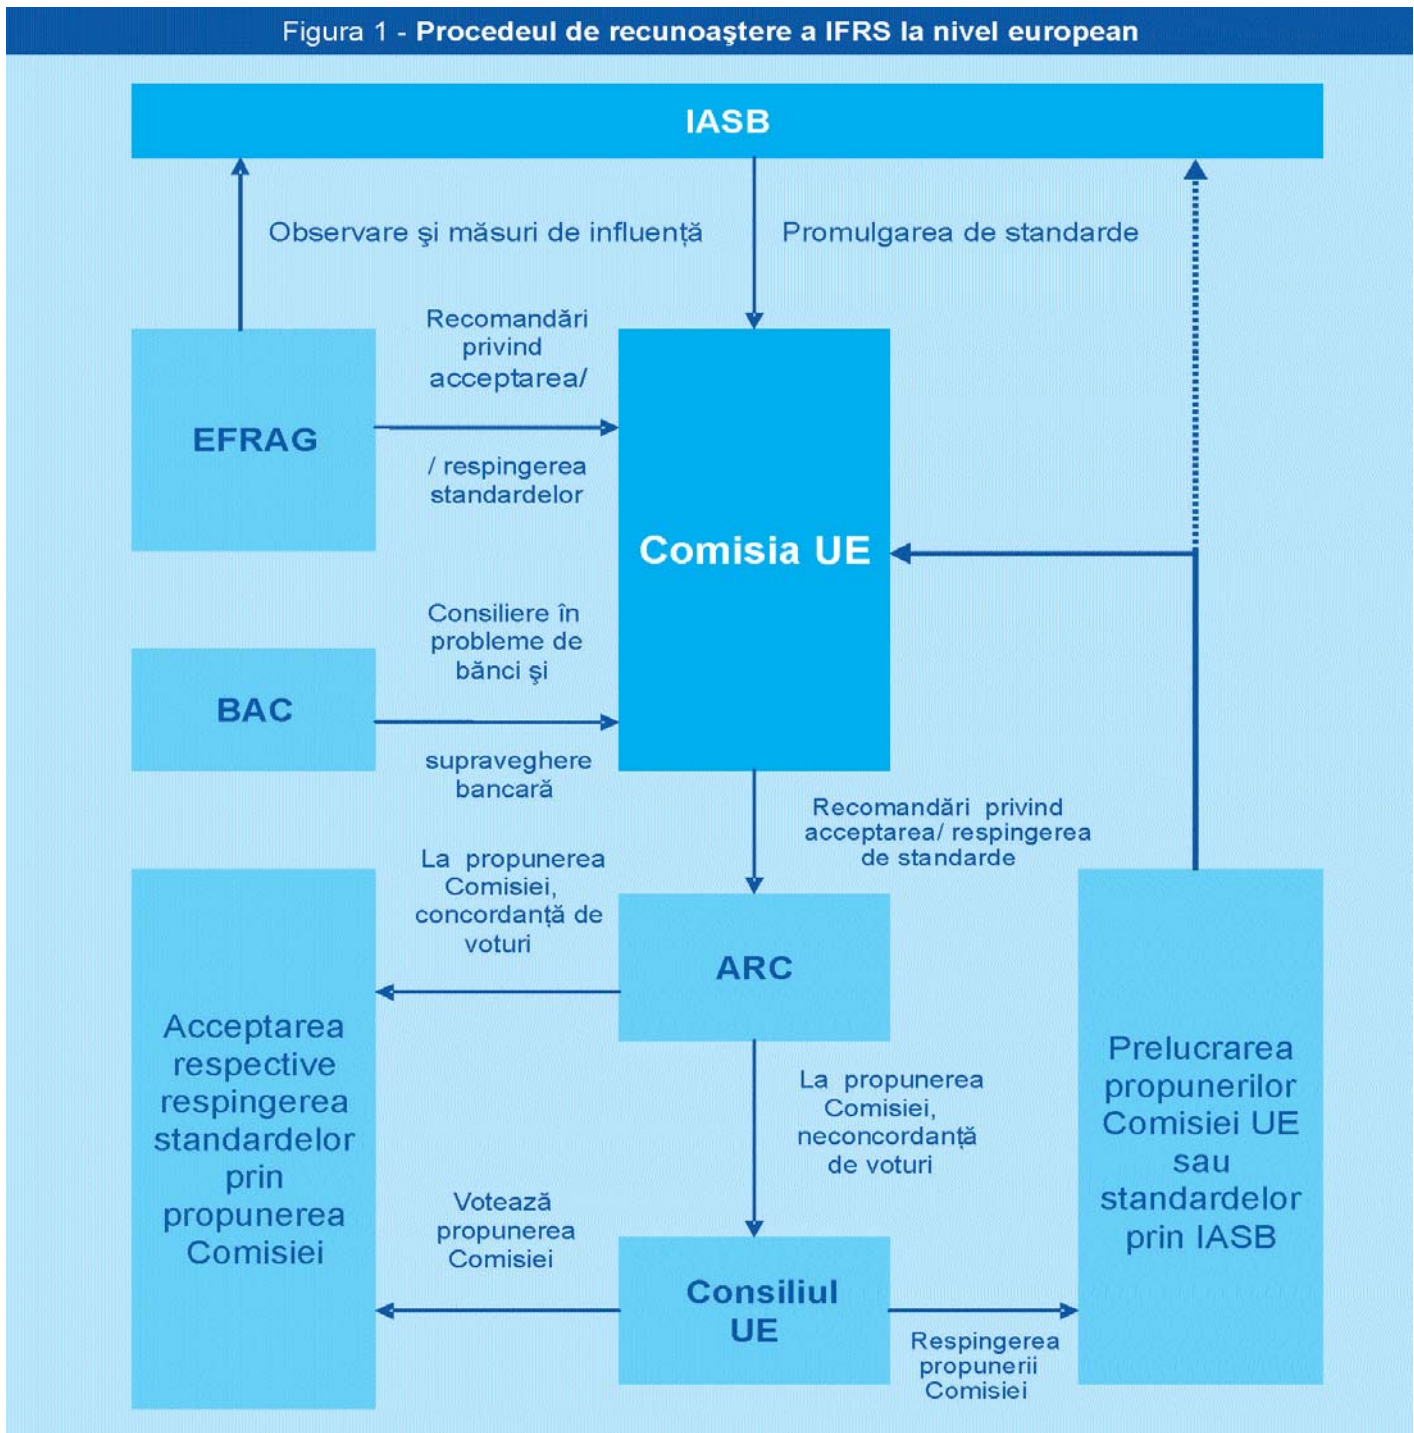 Figura 1 - Procedeul de recunoaştere a IFRS la nivel european
IASB
Observare şi măsuri de influenţă
Promulgarea de standarde
Recomandări
privind
acceptarea/
EFRAG
/ respingerea
standardelor
Comisia UE
Consiliere în
probleme de
bănci şi
BAC
supraveghere
bancară
Recomandări privind
acceptarea/ respingerea
de standarde
La propunerea
Comisiei,
concordanţă de
voturi
ARC
Acceptarea
respective
respingerea
standardelor
prin
propunerea
Comisiei
Prelucrarea
propunerilor
Comisiei UE
sau
standardelor
prin IASB
La propunerea
Comisiei,
neconcordanţă
de voturi
Votează
propunerea
Comisiei
Consiliul
UE
Respingerea
propunerii
Comisiei